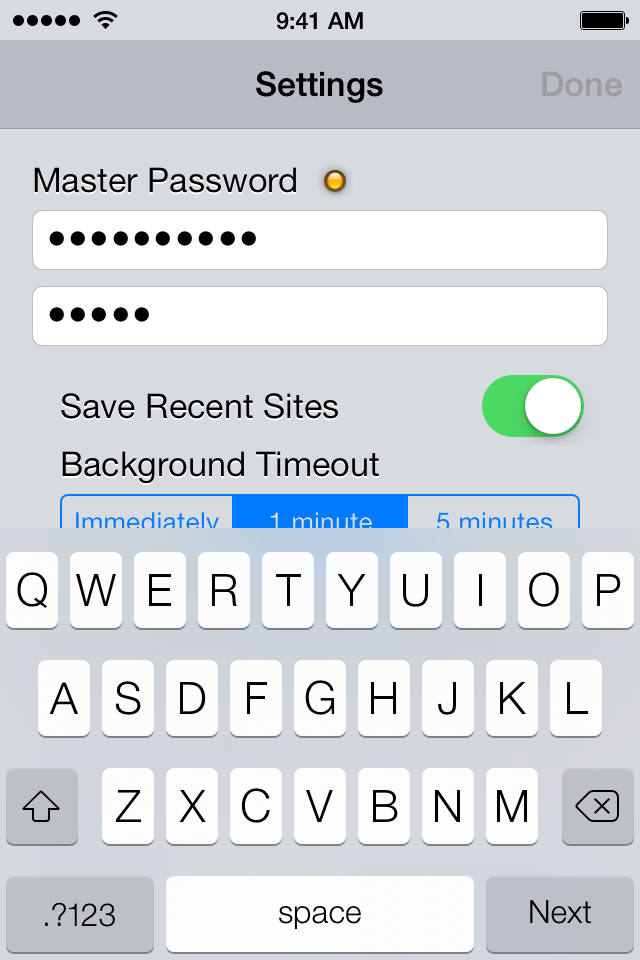 9:41 AM
Settings Done
Master Password
●●●●●●●●●●
●●●●●
Save Recent Sites
Background Timeout
Immediately 1 minute 5 minutes
Q W E R T Y U I O P
A S D F G H J K L
Z X C V B N M
.?123 space Next